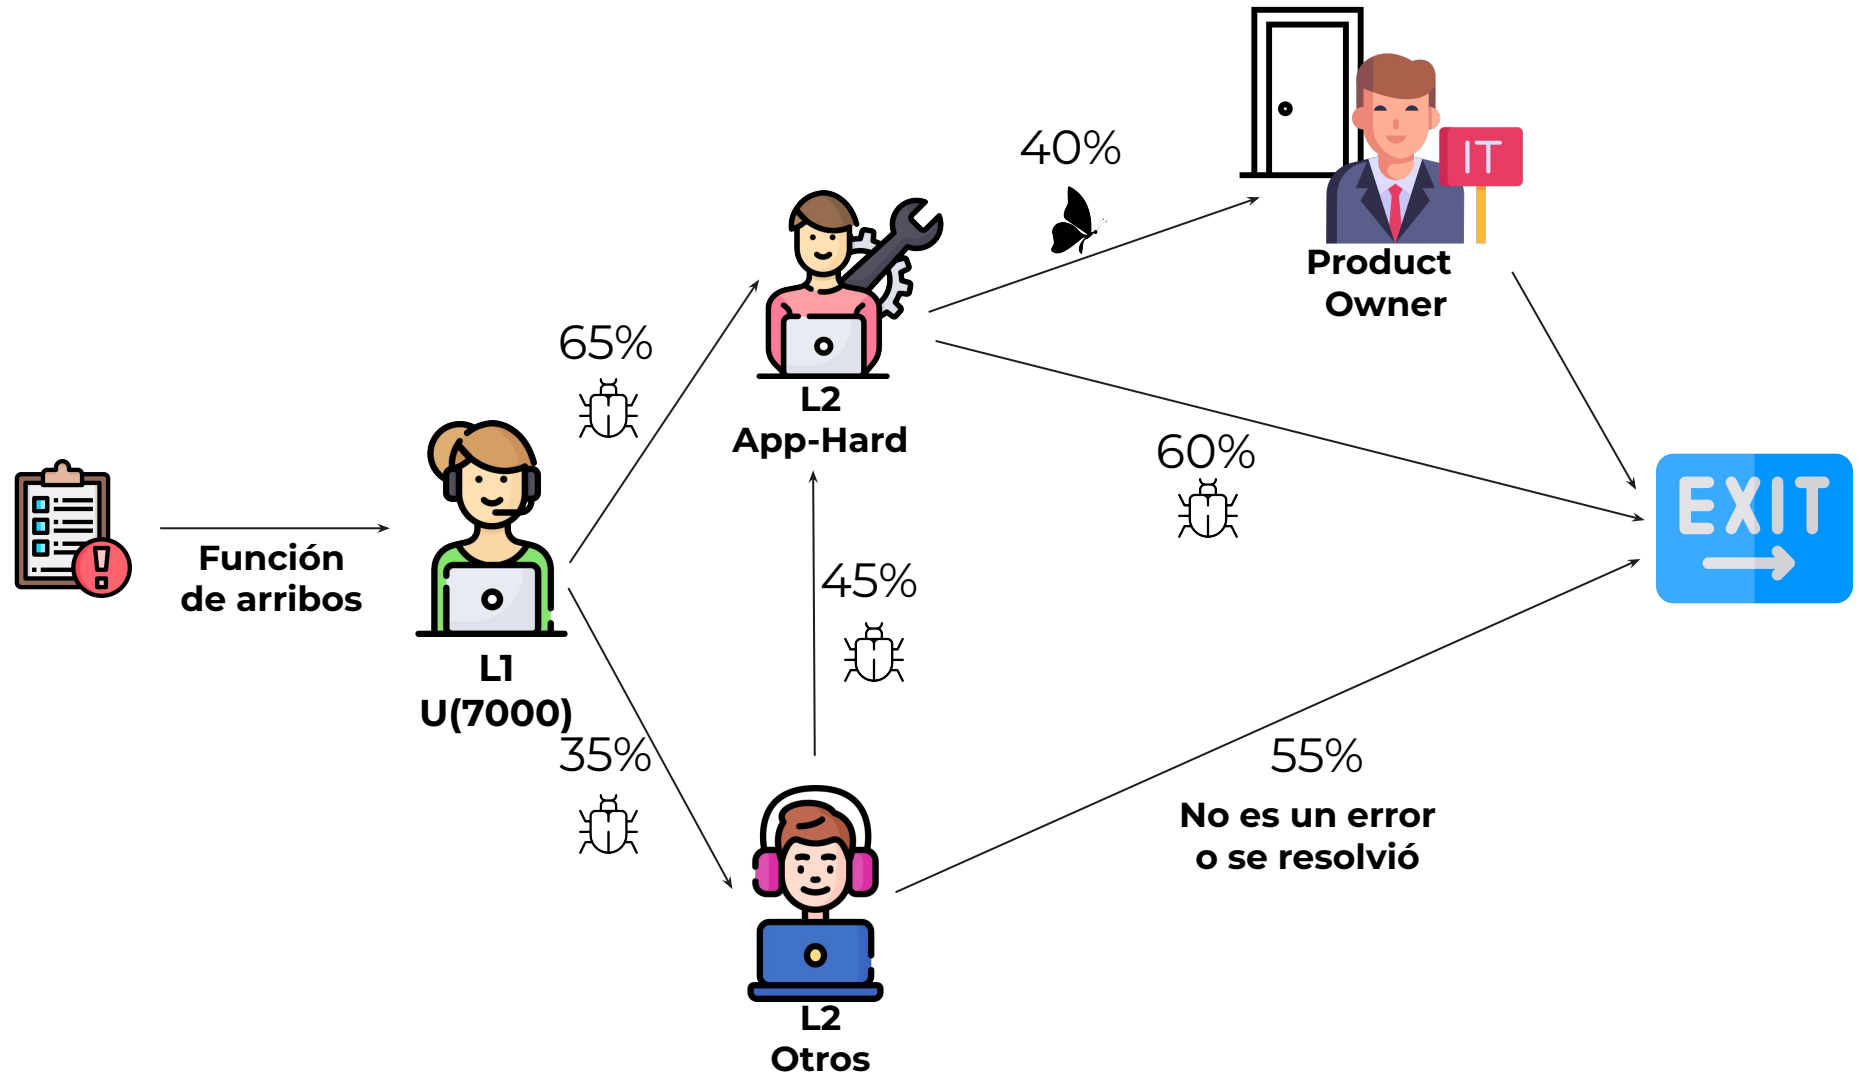 40%
IT
Product
Owner
65%
L2
App-Hard
60%
EXIT
Función
de arribos
45%
L1
U(7000)
35%
55%
No es un error
o se resolvió
L2
Otros